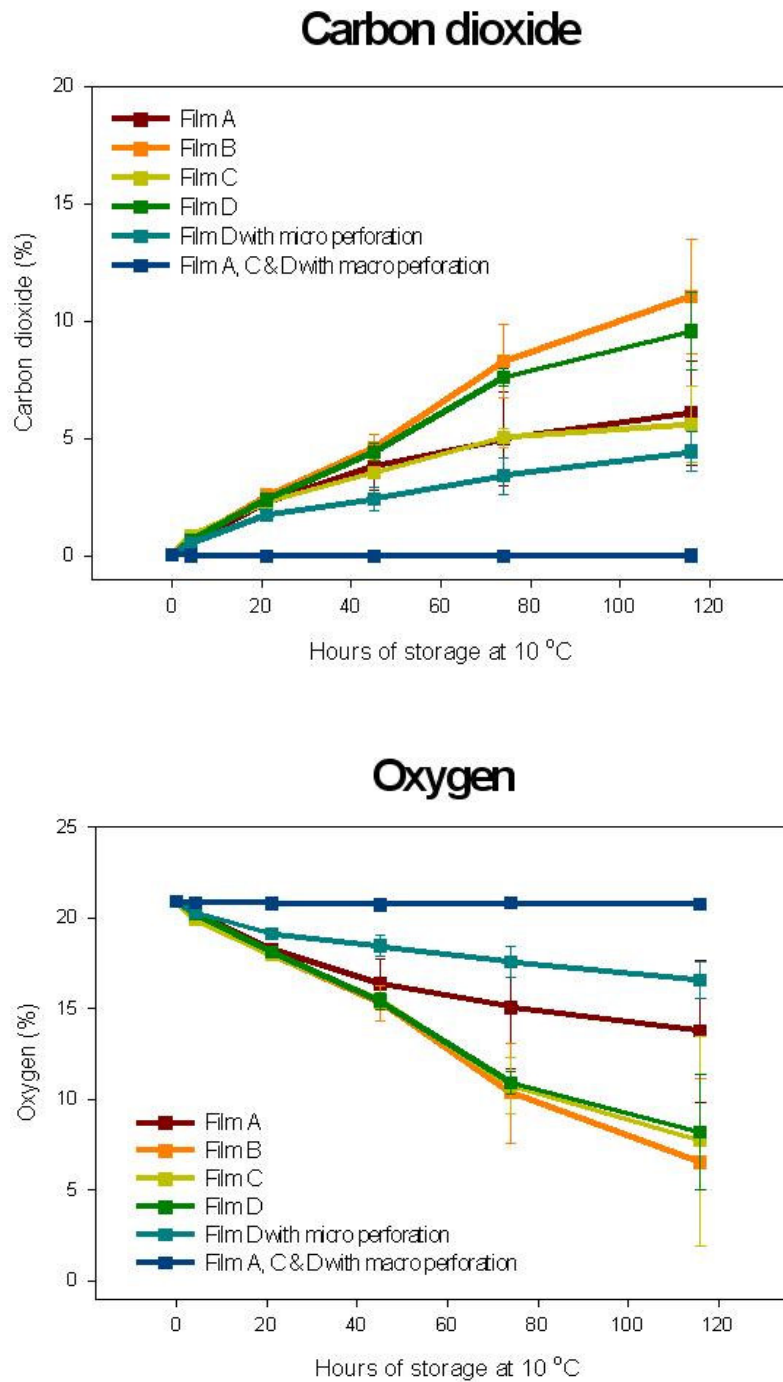 Carbon dioxide
20
15
10
5
0
Carbon dioxide (%)
Film A
Film B
Film C
Film D
Film D with micro perforation
Film A, C & D with macro perforation
0 20 40 60 80 100 120
Hours of storage at 10 °C
Oxygen
25
20
15
10
5
0
Oxygen (%)
Film A
Film B
Film C
Film D
Film D with micro perforation
Film A, C & D with macro perforation
0 20 40 60 80 100 120
Hours of storage at 10 °C